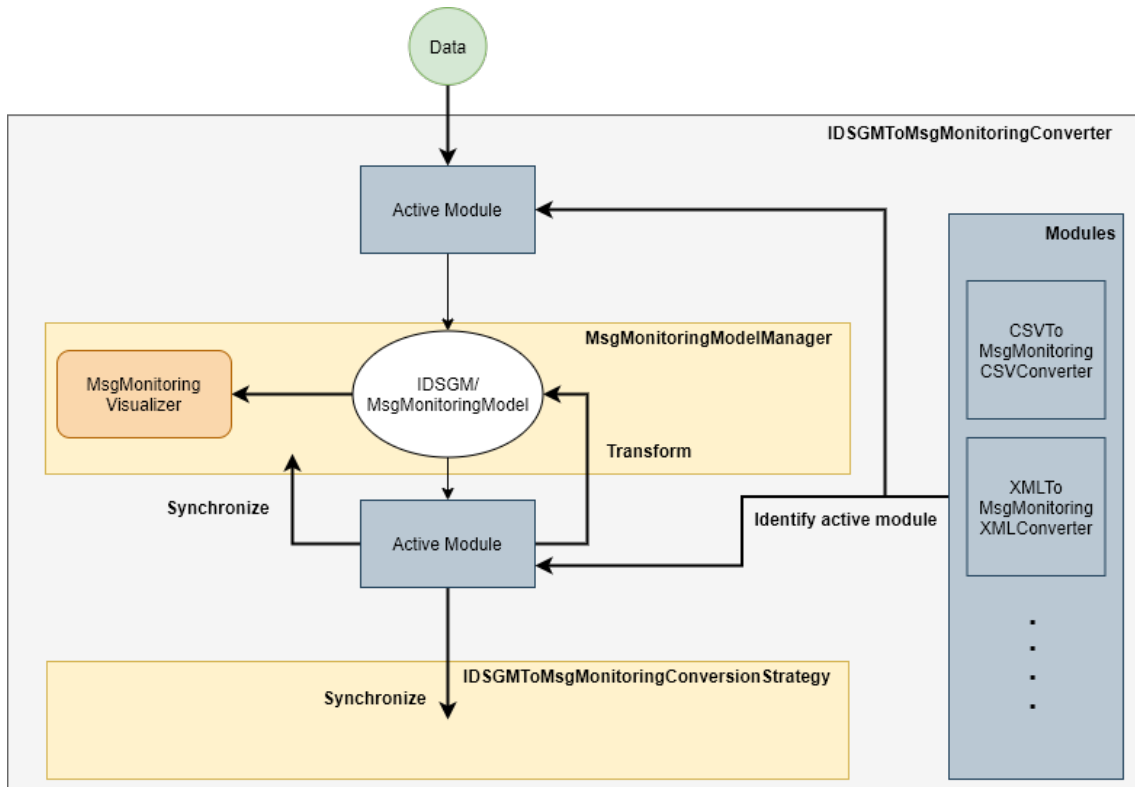 Data
IDSGMToMsgMonitoringConverter
Active Module
Modules
CSVTo
MsgMonitoring
CSVConverter
MsgMonitoringModelManager
MsgMonitoring
Visualizer
IDSGM/
MsgMonitoringModel
Transform
XMLTo
MsgMonitoring
XMLConverter
Synchronize
Identify active module
Active Module
IDSGMToMsgMonitoringConversionStrategy
Synchronize